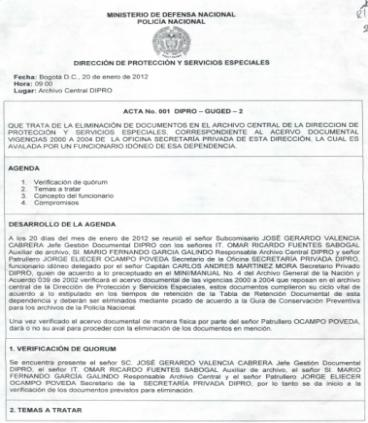 MINISTERIO DE DEFENSA NACIONAL
POLICÍA NACIONAL
DIRECCIÓN DE PROTECCIÓN Y SERVICIOS ESPECIALES
Fecha: Bogotá D.C., 20 de enero de 2012
Hora: 09:00
Lugar: Archivo Central DIPRO
ACTA No. 001 DIPRO – GUGED – 2
QUE TRATA DE LA ELIMINACIÓN DE DOCUMENTOS EN EL ARCHIVO CENTRAL DE LA DIRECCION DE
PROTECCIÓN Y SERVICIOS ESPECIALES, CORRESPONDIENTE AL ACERVO DOCUMENTAL
VIGENCIAS 2000 A 2004 DE LA OFICINA SECRETARÍA PRIVADA DE ESTA DIRECCIÓN, LA CUAL ES
AVALADA POR UN FUNCIONARIO IDÓNEO DE ESA DEPENDENCIA.
AGENDA
1. Verificación de quórum
2. Temas a tratar
3. Concepto del funcionario
4. Compromisos
DESARROLLO DE LA AGENDA
A los 20 días del mes de enero de 2012 se reunió el señor Subcomisario JOSÉ GERARDO VALENCIA
CABRERA Jefe Gestión Documental DIPRO con los señores IT. OMAR RICARDO FUENTES SABOGAL
Auxiliar de archivo, SI. MARIO FERNANDO GARCIA GALINDO Responsable Archivo Central DIPRO y señor
Patrullero JORGE ELIECER OCAMPO POVEDA Secretario de la Oficina SECRETARÍA PRIVADA DIPRO,
funcionario idóneo delegado por el señor Capitán CARLOS ANDRES MARTINEZ MORA Secretario Privado
DIPRO, quien de acuerdo a lo preceptuado en el MINI/MANUAL No. 4 del Archivo General de la Nación y
Acuerdo 039 de 2002 verificará el acervo documental de las vigencias 2000 a 2004 que reposan en el archivo
central de la Dirección de Protección y Servicios Especiales, estos documentos cumplieron su ciclo vital de
acuerdo a lo estipulado en los tiempos de retención de la Tabla de Retención Documental de esta
dependencia y deberán ser eliminados mediante picado de acuerdo a la Guía de Conservación Preventiva
para los archivos de la Policía Nacional.
Una vez verificado el acervo documental de manera física por parte del señor Patrullero OCAMPO POVEDA,
dará o no su aval para proceder con la eliminación de los documentos en mención.
1. VERIFICACIÓN DE QUORUM
Se encuentra presente el señor SC. JOSÉ GERARDO VALENCIA CABRERA Jefe Gestión Documental
DIPRO, el señor IT. OMAR RICARDO FUENTES SABOGAL Auxiliar de archivo, el señor SI. MARIO
FERNANDO GARCÍA GALINDO Responsable Archivo Central y el señor Patrullero JORGE ELIECER
OCAMPO POVEDA Secretario de la SECRETARÍA PRIVADA DIPRO, por lo tanto se da inicio a la
verificación de los documentos previstos para eliminación.
2. TEMAS A TRATAR